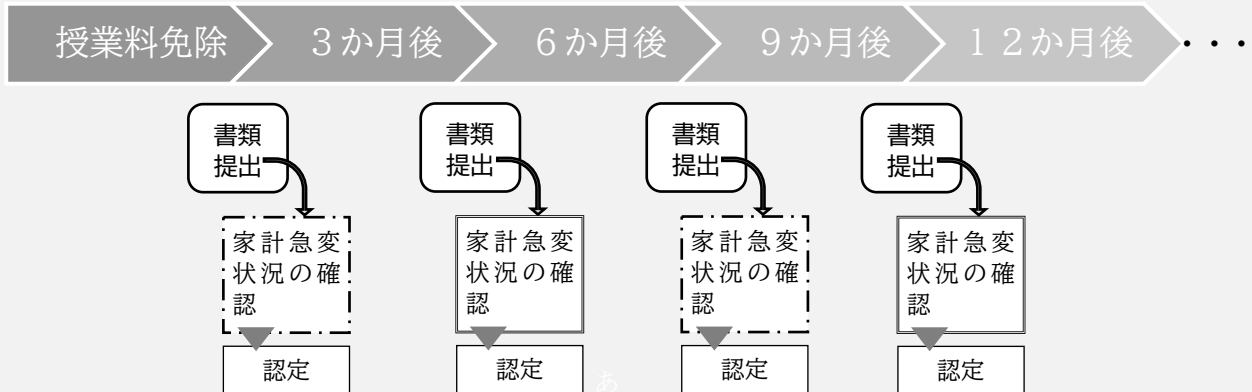 授業料免除 3か月後 6か月後 9か月後 12か月後 ・・・
書類
提出
書類
提出
書類
提出
書類
提出
家計急変
状況の確
認
家計急変
状況の確
認
家計急変
状況の確
認
家計急変
状況の確
認
認定
認定
認定
認定
あ